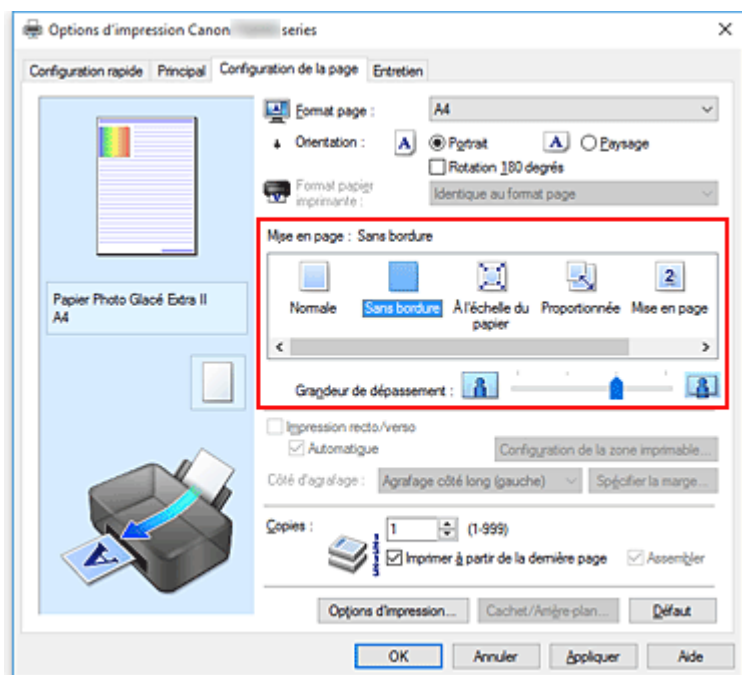 Options d'impression Canon series
Configuration rapide Principal Configuration de la page Entretien
Format page : A4
Orientation : A Portrait A Paysage
Rotation 180 degrés
Format papier
imprimante : Identique au format page
Mise en page : Sans bordure
2
Normale Sans bordure À l'échelle du Proportionnée Mise en page
papier
Papier Photo Glacé Extra II
A4
Grandeur de dépassement :
Impression recto/verso
Automatique Configuration de la zone imprimable...
Côté d'agrafage : Agrafage côté long (gauche) Spécifier la marge...
Copies : 1 (1-999)
Imprimer à partir de la dernière page Assembler
Options d'impression... Cachet/Arrière-plan... Défaut
OK Annuler Appliquer Aide